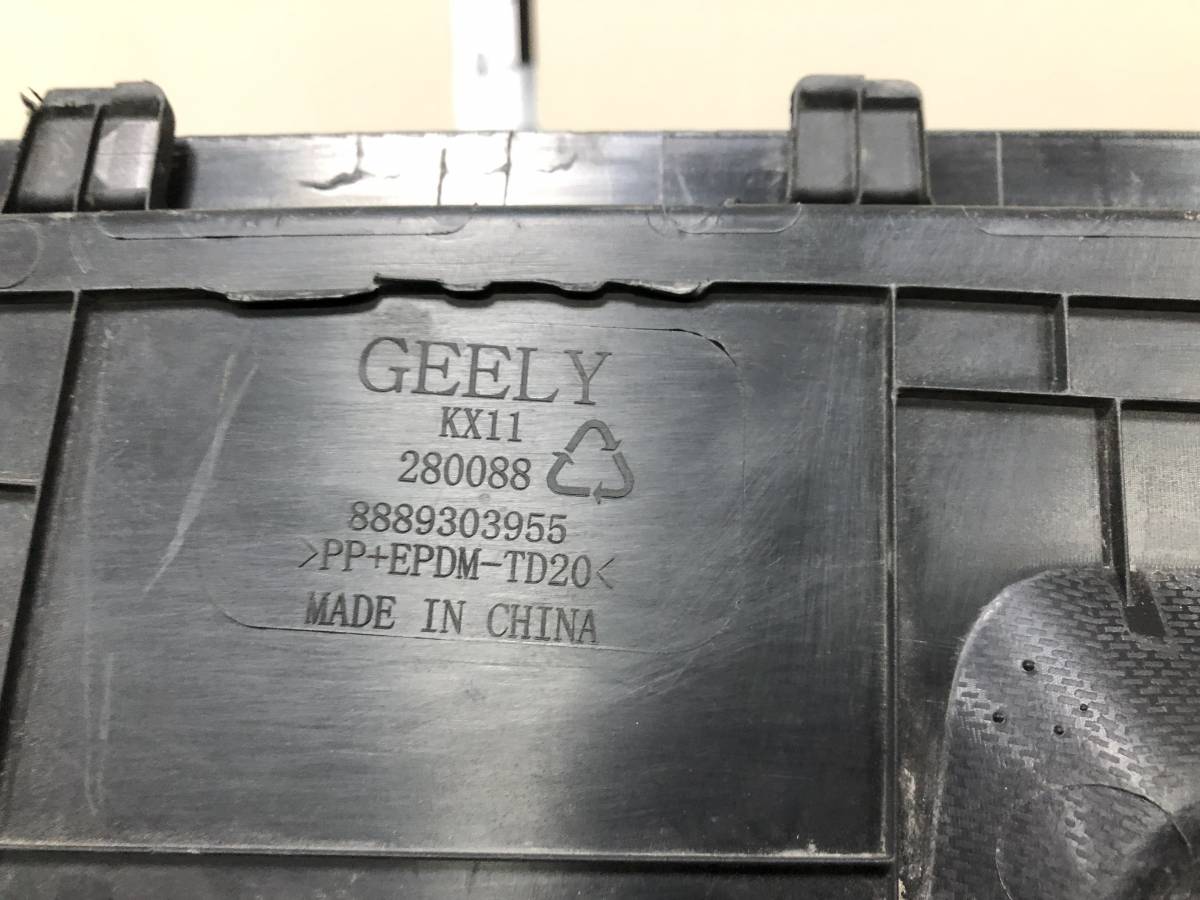 GEELY
KX11
280088
8889303955
>PP+EPDM-TD20<
MADE IN CHINA